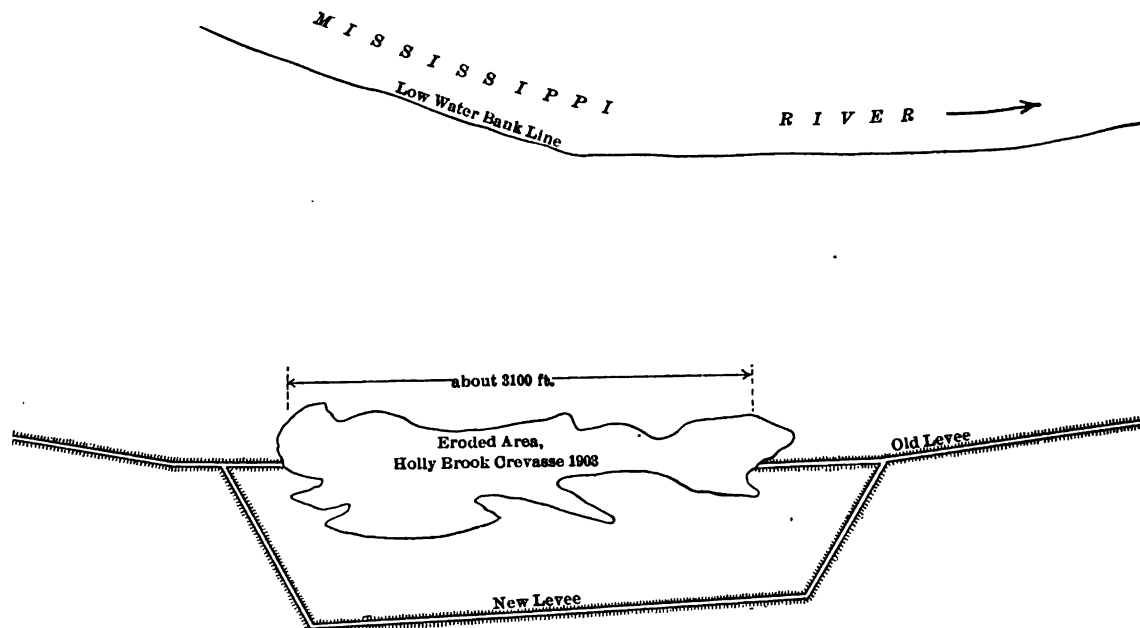 MISSISSIPPI
RIVER
Low Water Bank Line
about 3100 ft.
Eroded Area,
Holly Brook Crevasse 1903
Old Levee
New Levee